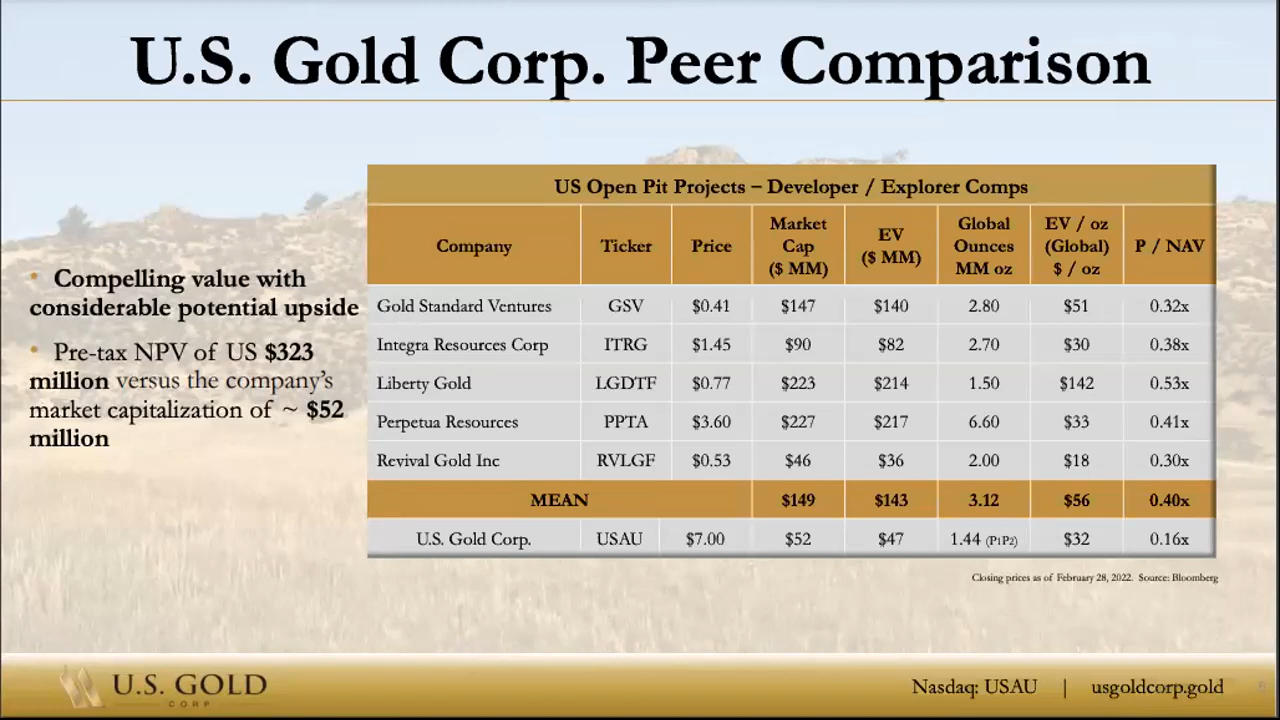 U.S. Gold Corp. Peer Comparison
• Compelling value with
considerable potential upside
• Pre-tax NPV of US $323
million versus the company's
market capitalization of ~ $52
million
US Open Pit Projects – Developer / Explorer Comps
Company Ticker Price Market Cap ($ MM) EV ($ MM) Global Ounces MM oz EV / oz (Global) $ / oz P / NAV
Gold Standard Ventures GSV $0.41 $147 $140 2.80 $51 0.32x
Integra Resources Corp ITRG $1.45 $90 $82 2.70 $30 0.38x
Liberty Gold LGDTF $0.77 $223 $214 1.50 $142 0.53x
Perpetua Resources PPTA $3.60 $227 $217 6.60 $33 0.41x
Revival Gold Inc RVLGF $0.53 $46 $36 2.00 $18 0.30x
MEAN $149 $143 3.12 $56 0.40x
U.S. Gold Corp. USAU $7.00 $52 $47 1.44 (P1P2) $32 0.16x
Closing prices as of February 28, 2022. Source: Bloomberg
U.S. GOLD
CORP
Nasdaq: USAU | usgoldcorp.gold